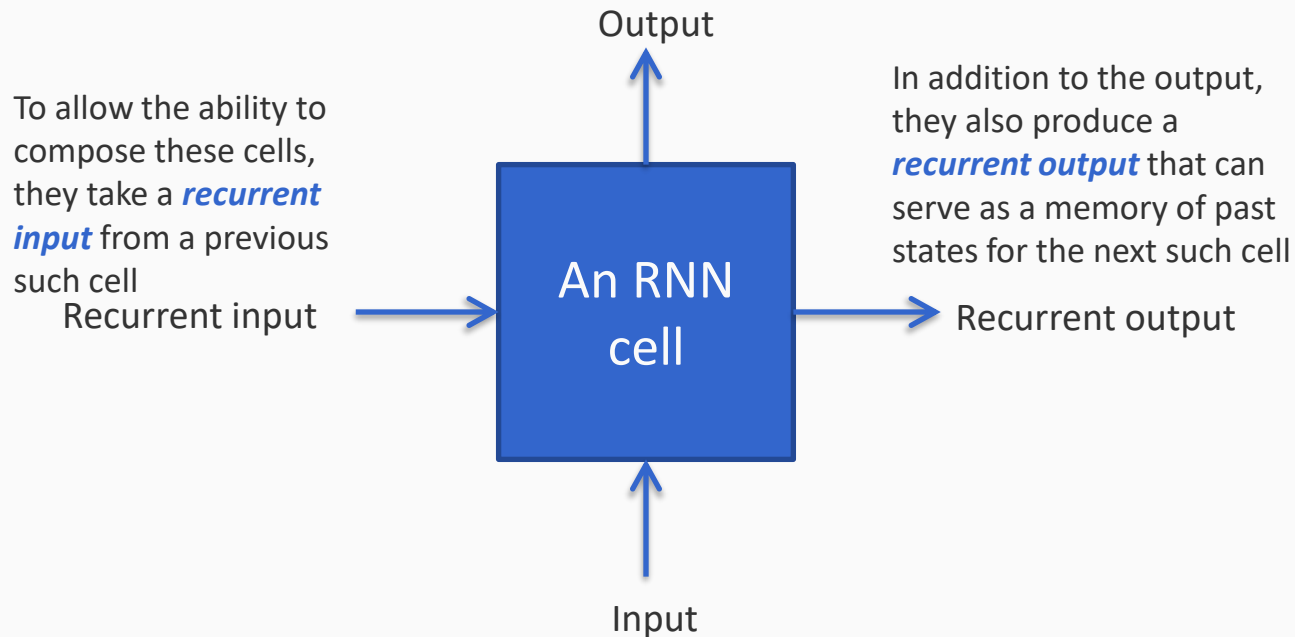 Output
To allow the ability to
compose these cells,
they take a recurrent
input from a previous
such cell
Recurrent input
An RNN
cell
In addition to the output,
they also produce a
recurrent output that can
serve as a memory of past
states for the next such cell
Recurrent output
Input